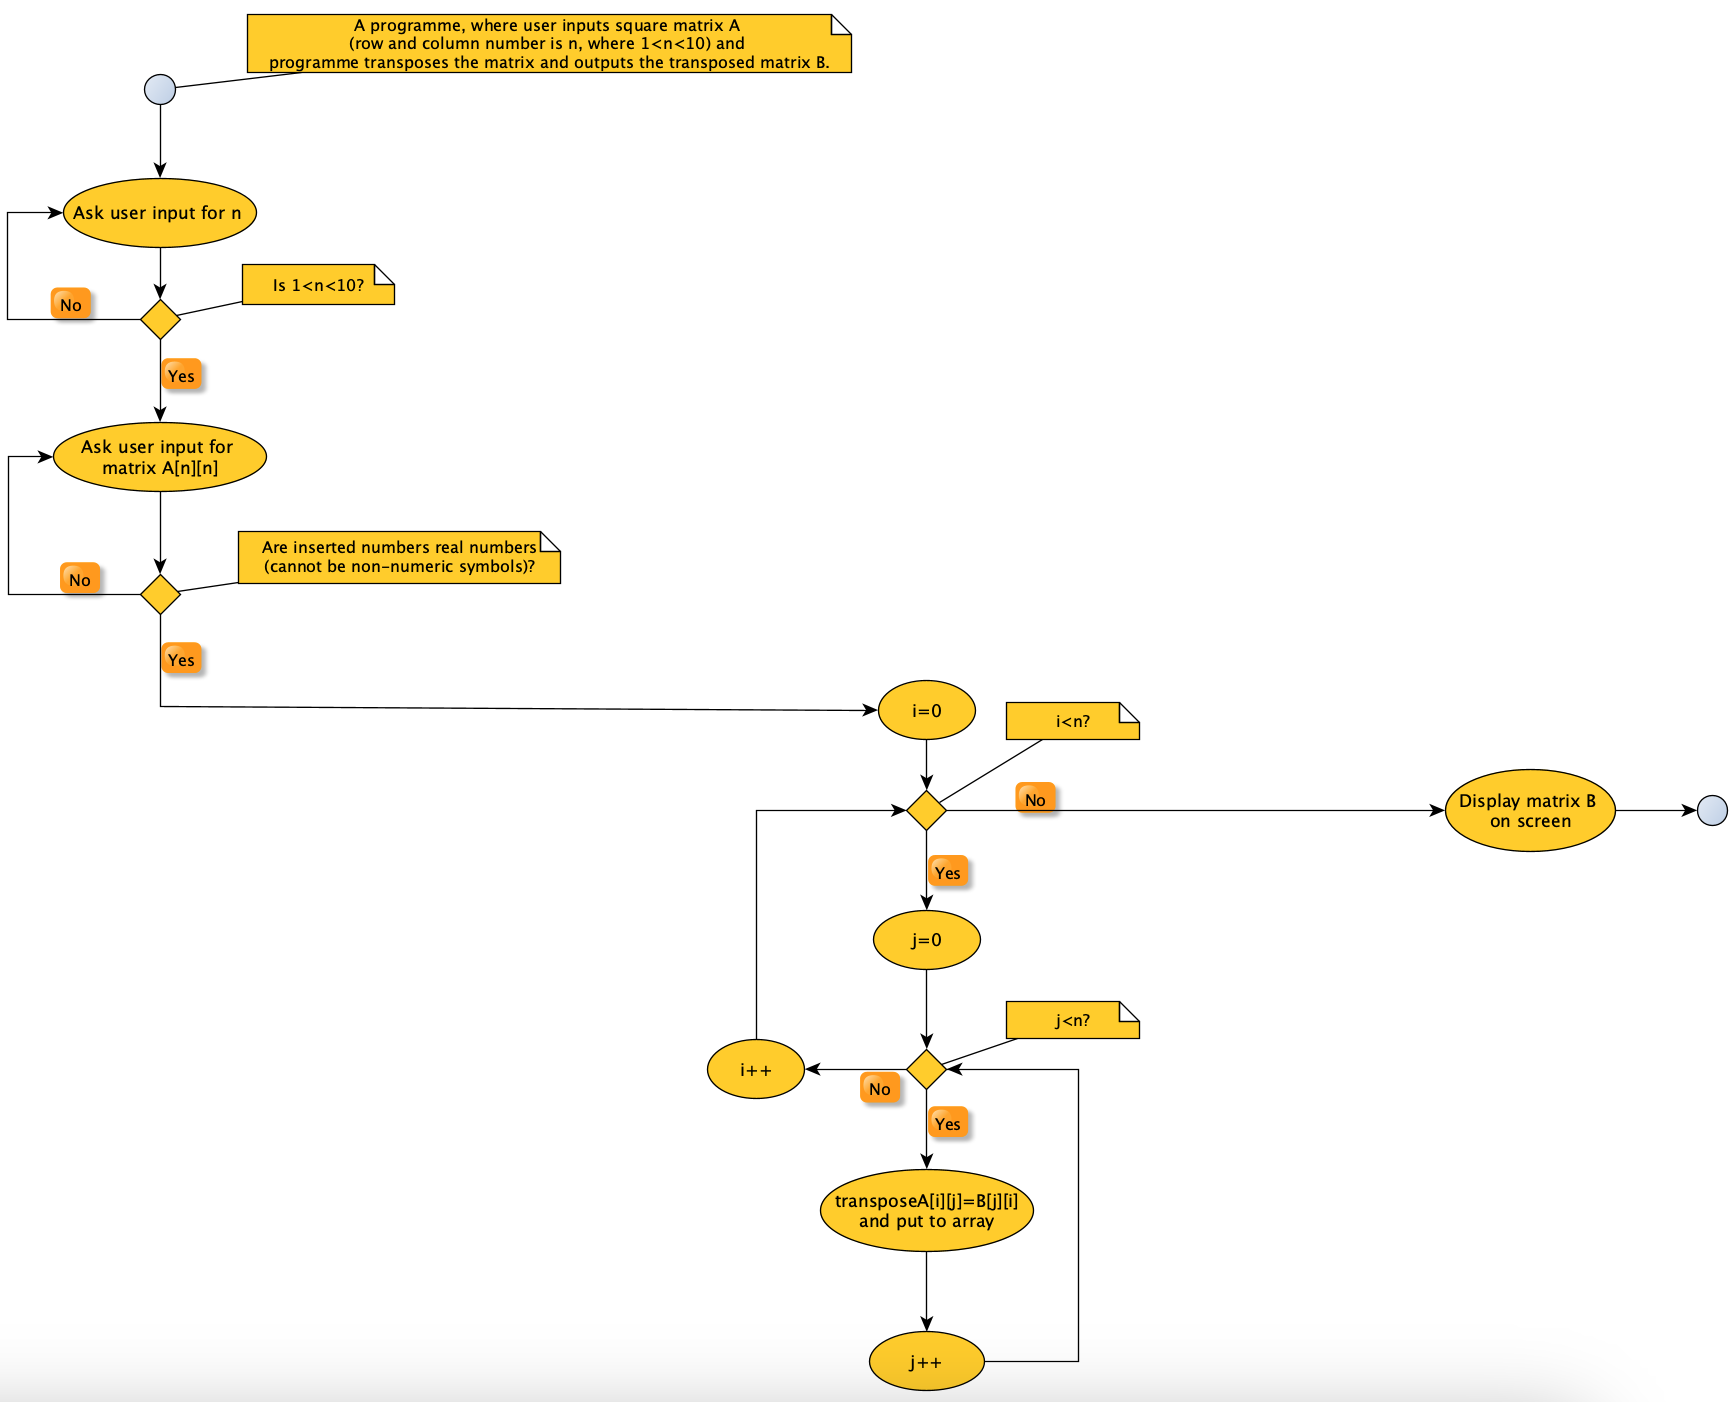 A programme, where user inputs square matrix A
(row and column number is n, where 1<n<10) and
programme transposes the matrix and outputs the transposed matrix B.
Ask user input for n
Is 1<n<10?
No
Yes
Ask user input for
matrix A[n][n]
Are inserted numbers real numbers
(cannot be non-numeric symbols)?
No
Yes
i=0
i<n?
No
Display matrix B
on screen
Yes
j=0
j<n?
i++
No
Yes
transposeA[i][j]=B[j][i]
and put to array
j++